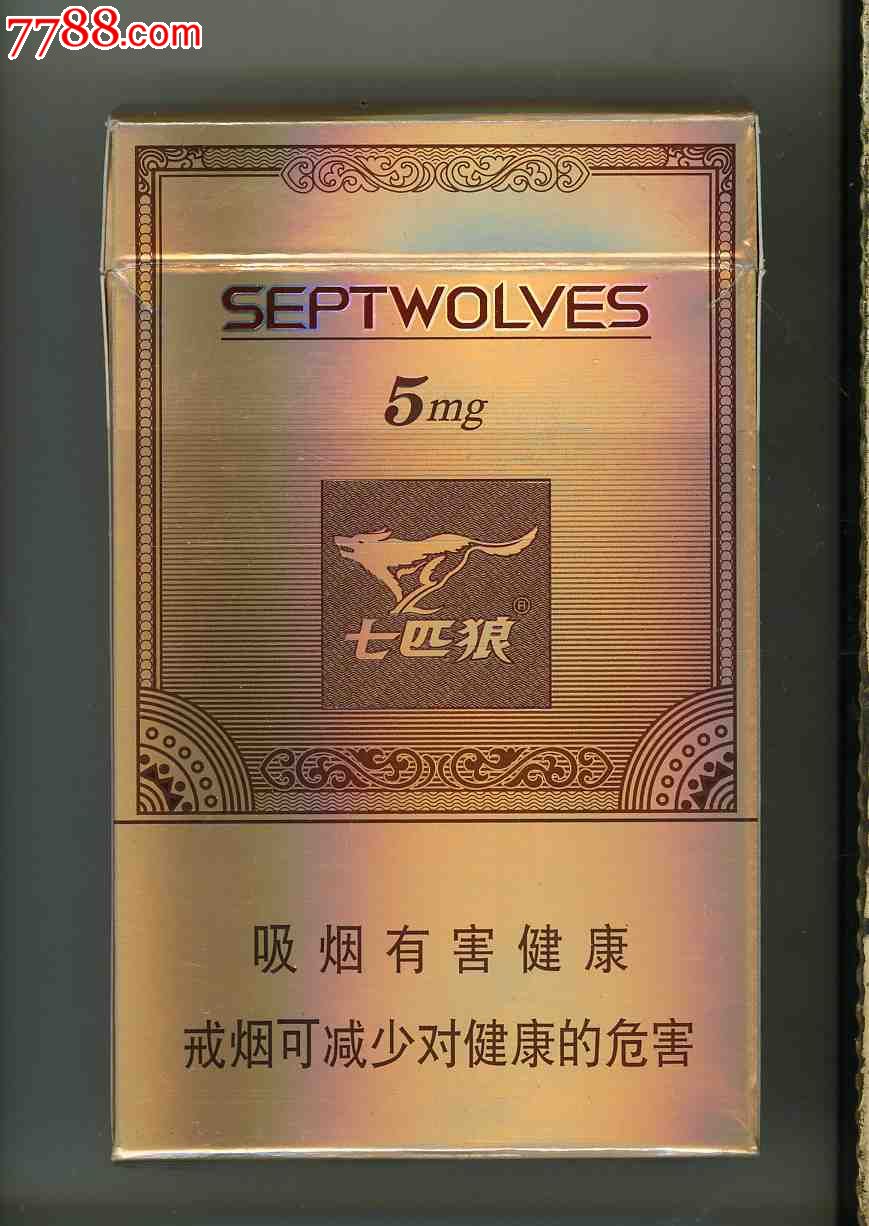 7788.com
SEPTWOLVES
5mg
七匹狼®
吸烟有害健康
戒烟可减少对健康的危害